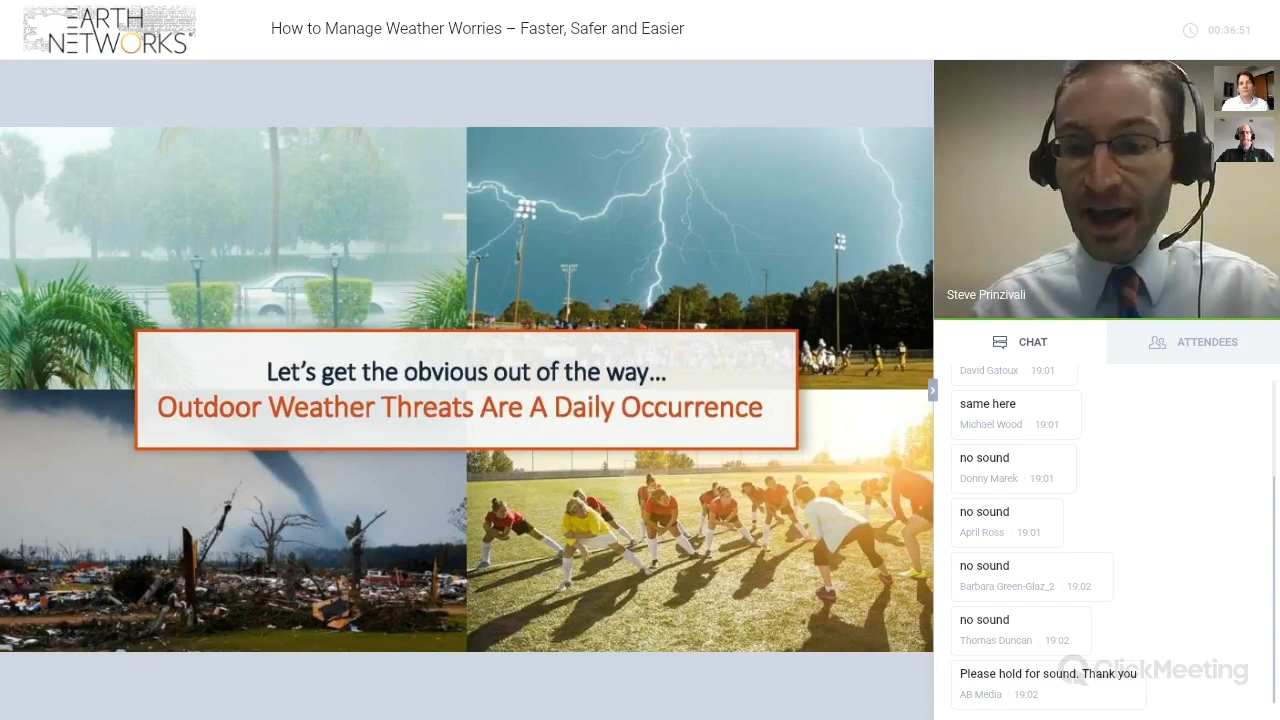 EARTH
NETWORKS
How to Manage Weather Worries – Faster, Safer and Easier
00:36:51
Let's get the obvious out of the way...
Outdoor Weather Threats Are A Daily Occurrence
Steve Prinzivali
CHAT
ATTENDEES
David Gatoux 19:01
same here
Michael Wood 19:01
no sound
Donny Marek 19:01
no sound
April Ross 19:01
no sound
Barbara Green-Glaz_2 19:02
no sound
Thomas Duncan 19:02
Please hold for sound. Thank you
AB Media 19:02
ClickMeeting